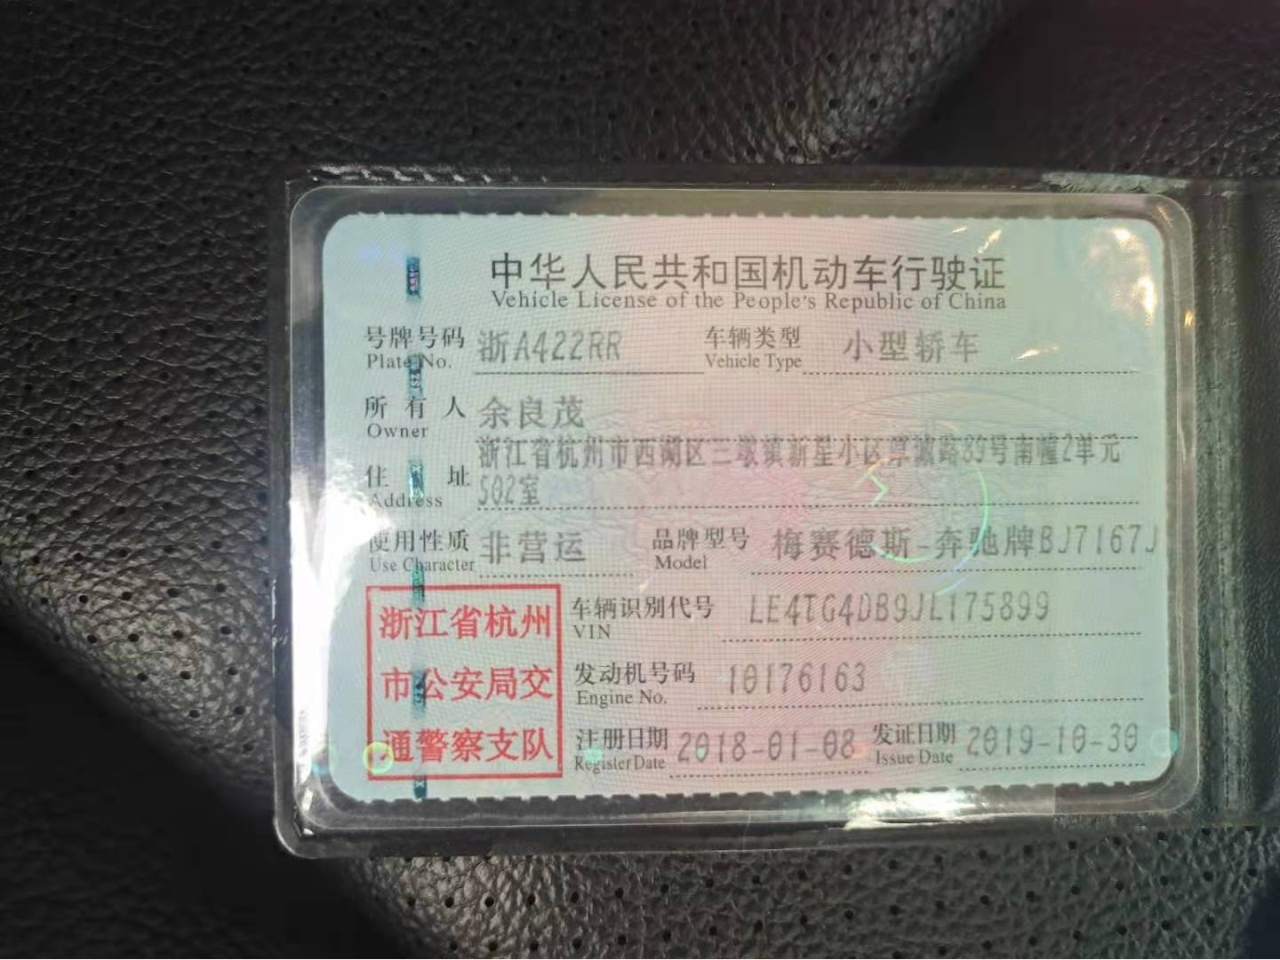 中华人民共和国机动车行驶证
Vehicle License of the People's Republic of China
号牌号码 浙A422RR 车辆类型 小型轿车
Plate No. Vehicle Type
所有人 余良茂
Owner
浙江省杭州市西湖区三墩镇新星小区厚诚路89号南幢2单元
住址 502室
Address
使用性质 非营运 品牌型号 梅赛德斯-奔驰牌BJ7167J
Use Character Model
浙江省杭州 车辆识别代号 LE4TG4DB9JL175899
VIN
市公安局交 发动机号码 10176163
Engine No.
通警察支队 注册日期 2018-01-08 发证日期 2019-10-30
Register Date Issue Date